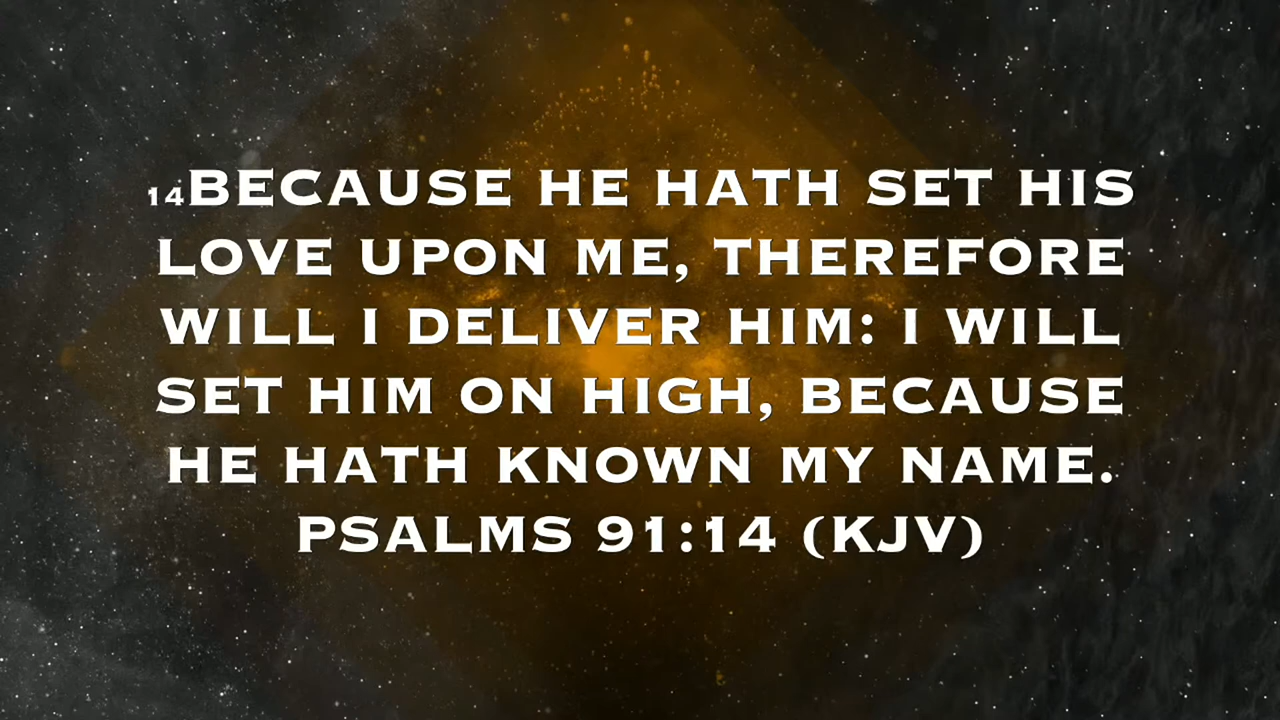 14BECAUSE HE HATH SET HIS
LOVE UPON ME, THEREFORE
WILL I DELIVER HIM: I WILL
SET HIM ON HIGH, BECAUSE
HE HATH KNOWN MY NAME.
PSALMS 91:14 (KJV)